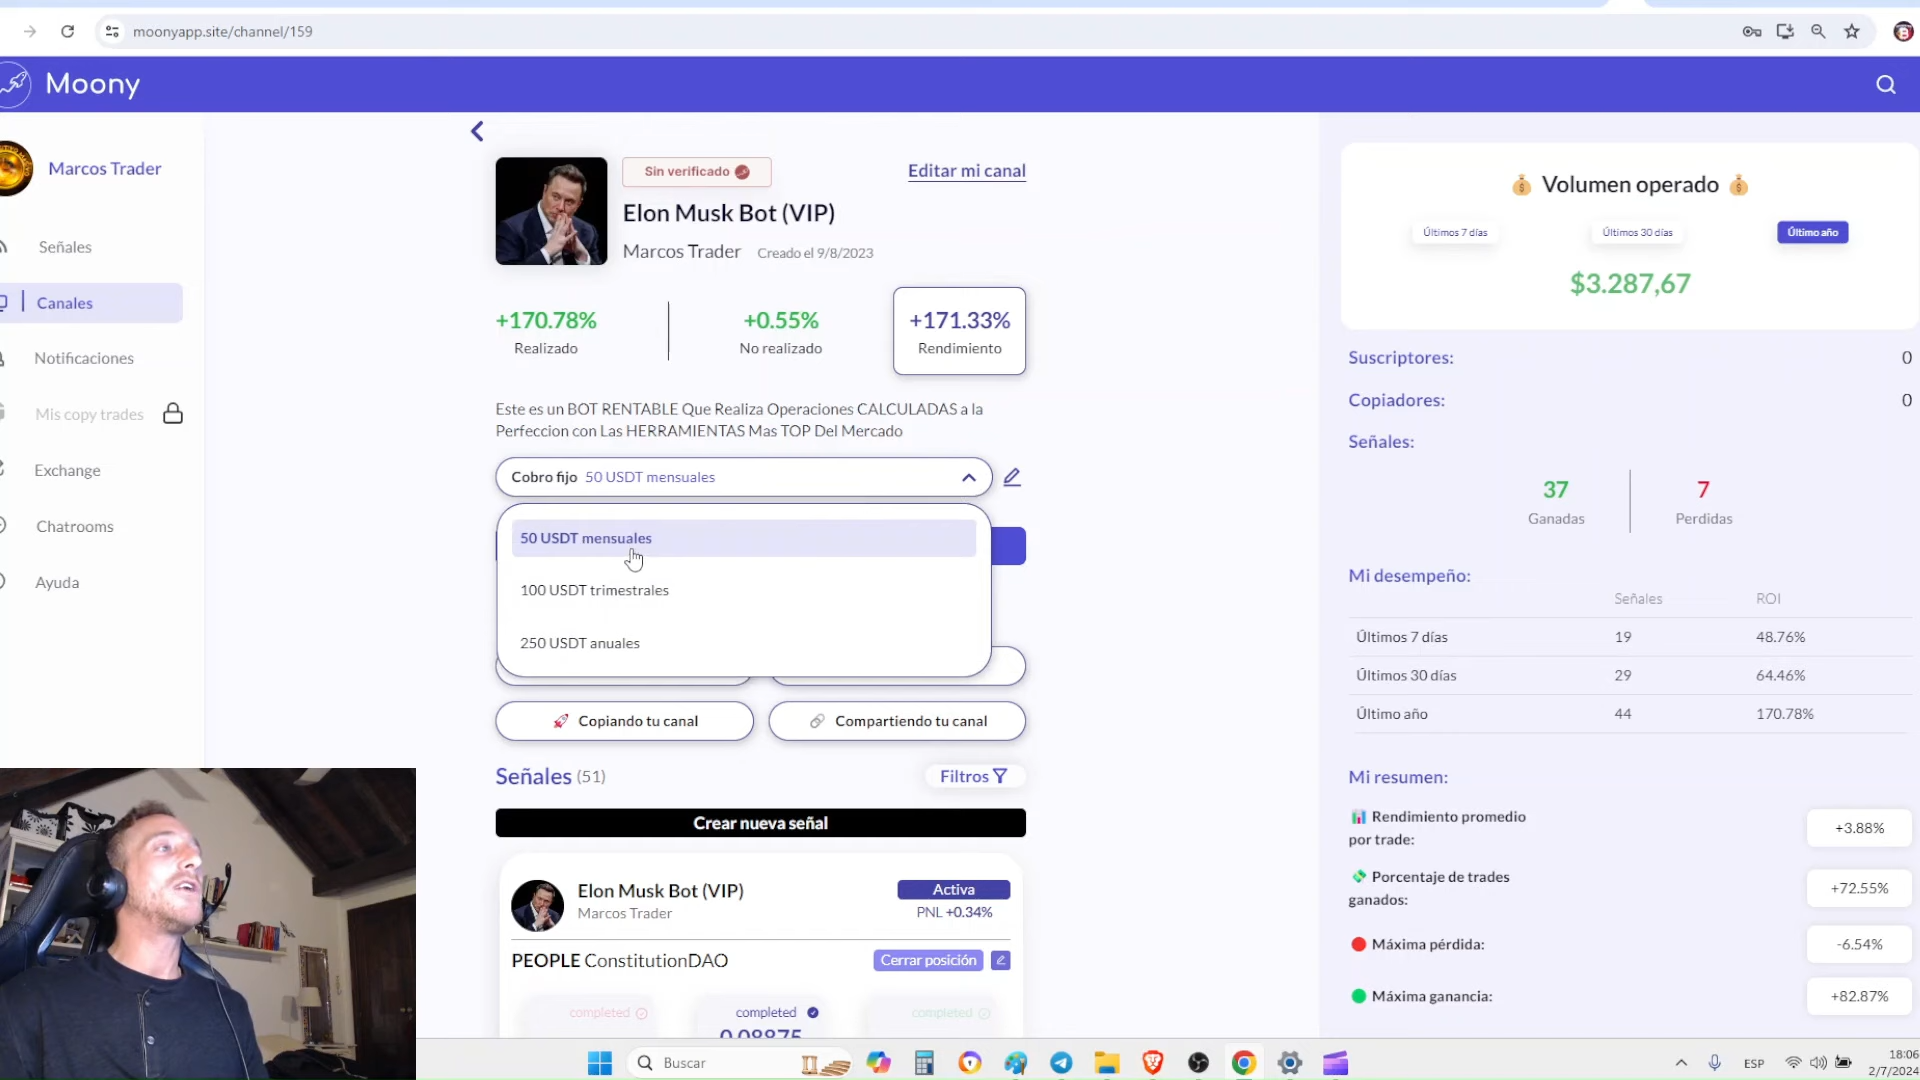 moonyapp.site/channel/159
Moony
Marcos Trader
Señales
Canales
Notificaciones
Mis copy trades
Exchange
Chatrooms
Ayuda
Sin verificado
Editar mi canal
Elon Musk Bot (VIP)
Marcos Trader Creado el 9/8/2023
+170.78%
Realizado
+0.55%
No realizado
+171.33%
Rendimiento
Este es un BOT RENTABLE Que Realiza Operaciones CALCULADAS a la
Perfeccion con Las HERRAMIENTAS Mas TOP Del Mercado
Cobro fijo 50 USDT mensuales
50 USDT mensuales
100 USDT trimestrales
250 USDT anuales
Copiando tu canal
Compartiendo tu canal
Señales (51)
Filtros
Crear nueva señal
Elon Musk Bot (VIP)
Marcos Trader
Activa
PNL +0.34%
PEOPLE ConstitutionDAO
Cerrar posición
completed
completed
completed
0.08875
Volumen operado
Últimos 7 días
Últimos 30 días
Último año
$3.287,67
Suscriptores: 0
Copiadores: 0
Señales:
37
Ganadas
7
Perdidas
Mi desempeño:
Señales ROI
Últimos 7 días 19 48.76%
Últimos 30 días 29 64.46%
Último año 44 170.78%
Mi resumen:
Rendimiento promedio
por trade:
+3.88%
Porcentaje de trades
ganados:
+72.55%
Máxima pérdida:
-6.54%
Máxima ganancia:
+82.87%
Buscar
ESP
18:06
2/7/2024